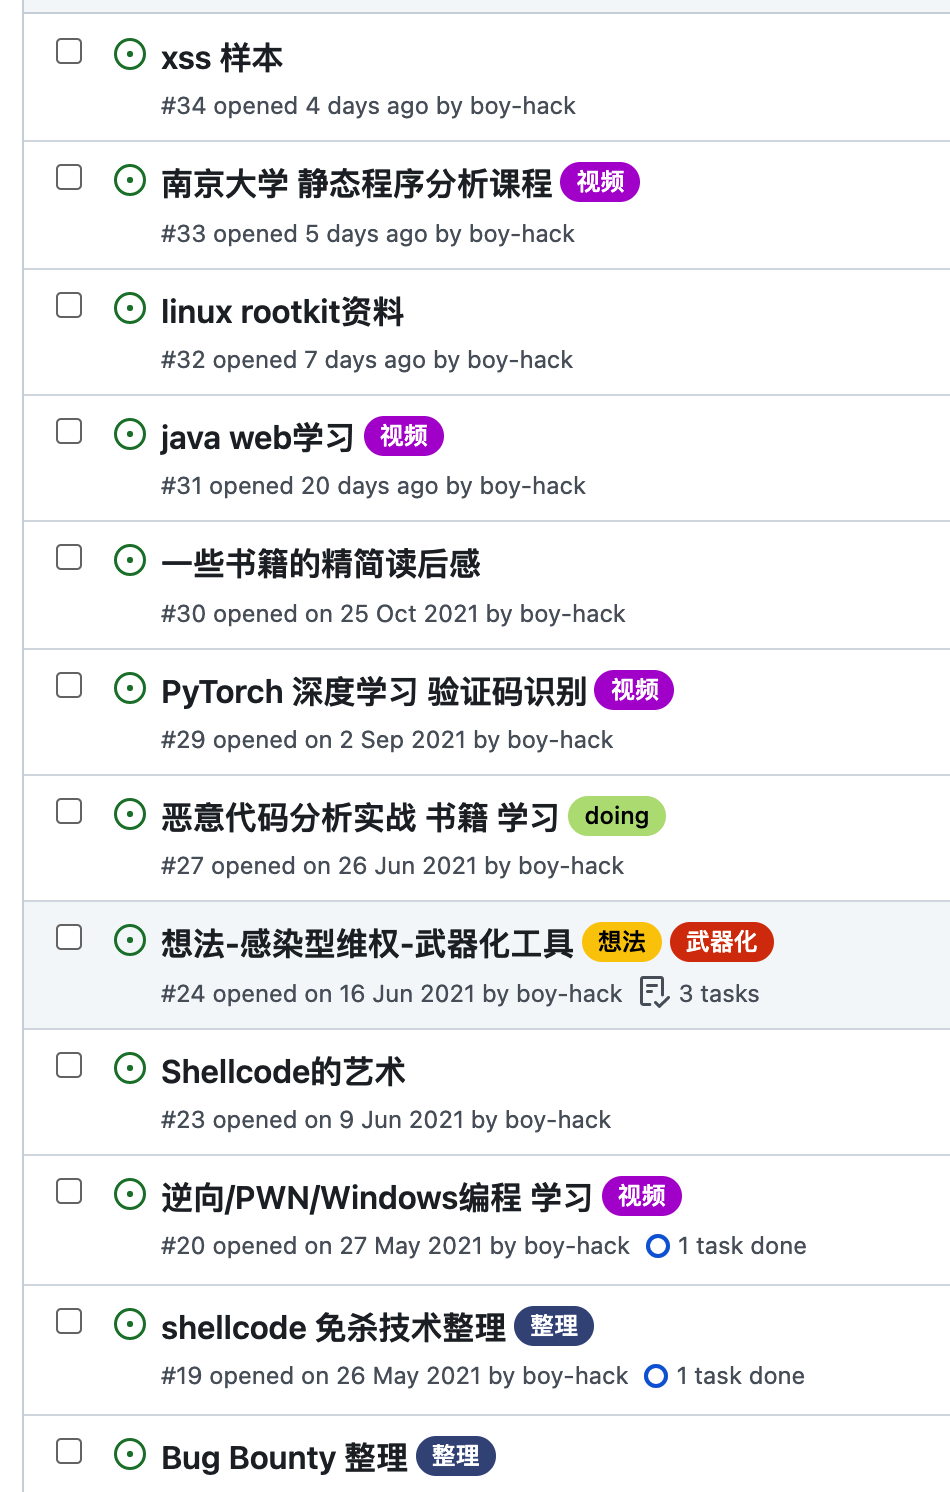 xss 样本
#34 opened 4 days ago by boy-hack
南京大学 静态程序分析课程 视频
#33 opened 5 days ago by boy-hack
linux rootkit资料
#32 opened 7 days ago by boy-hack
java web学习 视频
#31 opened 20 days ago by boy-hack
一些书籍的精简读后感
#30 opened on 25 Oct 2021 by boy-hack
PyTorch 深度学习 验证码识别 视频
#29 opened on 2 Sep 2021 by boy-hack
恶意代码分析实战 书籍 学习 doing
#27 opened on 26 Jun 2021 by boy-hack
想法-感染型维权-武器化工具 想法 武器化
#24 opened on 16 Jun 2021 by boy-hack 3 tasks
Shellcode的艺术
#23 opened on 9 Jun 2021 by boy-hack
逆向/PWN/Windows编程 学习 视频
#20 opened on 27 May 2021 by boy-hack 1 task done
shellcode 免杀技术整理 整理
#19 opened on 26 May 2021 by boy-hack 1 task done
Bug Bounty 整理 整理